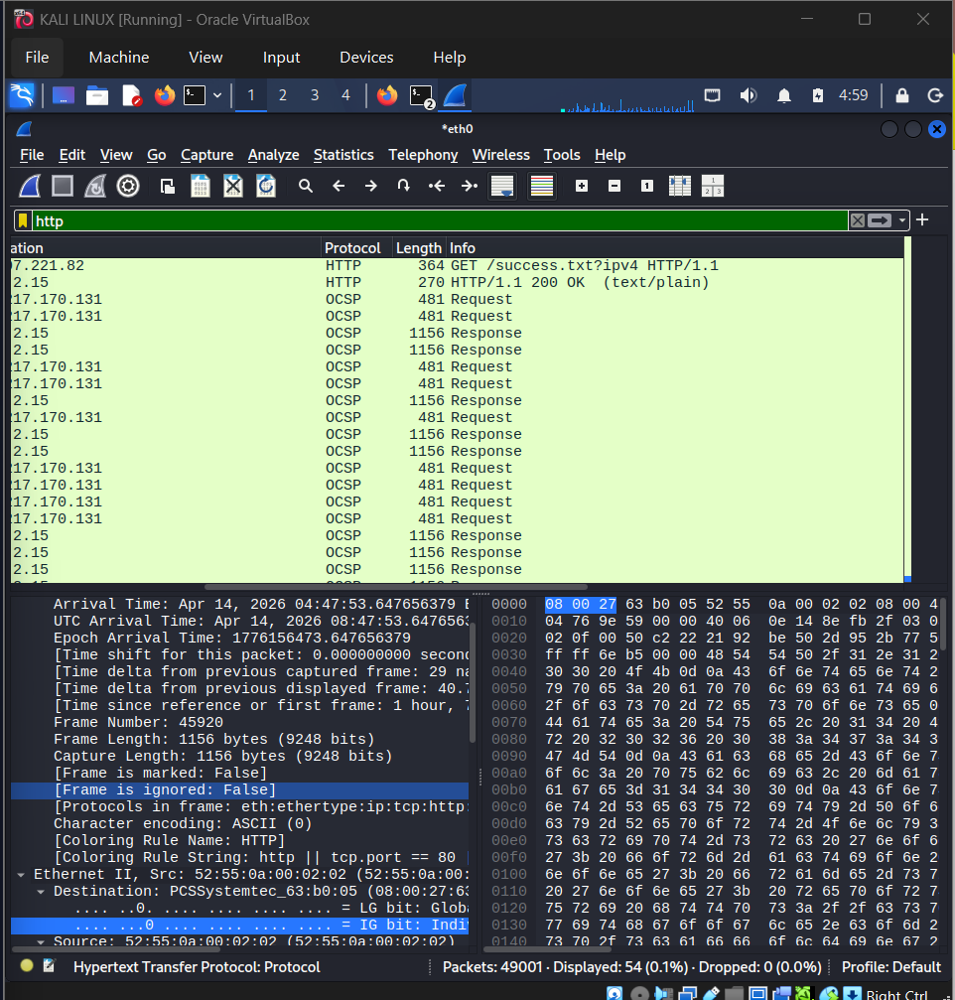 KALI LINUX [Running] - Oracle VirtualBox
File Machine View Input Devices Help
1 2 3 4 2 4:59
*eth0
File Edit View Go Capture Analyze Statistics Telephony Wireless Tools Help
http
ation Protocol Length Info
7.221.82 HTTP 364 GET /success.txt?ipv4 HTTP/1.1
2.15 HTTP 270 HTTP/1.1 200 OK (text/plain)
17.170.131 OCSP 481 Request
17.170.131 OCSP 481 Request
2.15 OCSP 1156 Response
2.15 OCSP 1156 Response
17.170.131 OCSP 481 Request
17.170.131 OCSP 481 Request
2.15 OCSP 1156 Response
17.170.131 OCSP 481 Request
2.15 OCSP 1156 Response
2.15 OCSP 1156 Response
17.170.131 OCSP 481 Request
17.170.131 OCSP 481 Request
17.170.131 OCSP 481 Request
17.170.131 OCSP 481 Request
2.15 OCSP 1156 Response
2.15 OCSP 1156 Response
2.15 OCSP 1156 Response
Arrival Time: Apr 14, 2026 04:47:53.647656379 E
UTC Arrival Time: Apr 14, 2026 08:47:53.6476563
Epoch Arrival Time: 1776156473.647656379
[Time shift for this packet: 0.000000000 second
[Time delta from previous captured frame: 29 na
[Time delta from previous displayed frame: 40.7
[Time since reference or first frame: 1 hour, 7
Frame Number: 45920
Frame Length: 1156 bytes (9248 bits)
Capture Length: 1156 bytes (9248 bits)
[Frame is marked: False]
[Frame is ignored: False]
[Protocols in frame: eth:ethertype:ip:tcp:http:
Character encoding: ASCII (0)
[Coloring Rule Name: HTTP]
[Coloring Rule String: http || tcp.port == 80 |
Ethernet II, Src: 52:55:0a:00:02:02 (52:55:0a:00:
Destination: PCSSystemtec_63:b0:05 (08:00:27:63
.... ..0. .... .... .... .... = LG bit: Globa
.... ...0 .... .... .... .... = IG bit: Indiv
Source: 52:55:0a:00:02:02 (52:55:0a:00:02:02)
0000 08 00 27 63 b0 05 52 55 0a 00 02 02 08 00 4
0010 04 76 9e 59 00 00 40 06 0e 14 8e fb 2f 03 0
0020 02 0f 00 50 c2 22 21 92 be 50 2d 95 2b 77 5
0030 ff ff 6e b5 00 00 48 54 54 50 2f 31 2e 31 2
0040 30 30 20 4f 4b 0d 0a 43 6f 6e 74 65 6e 74 2
0050 79 70 65 3a 20 61 70 70 6c 69 63 61 74 69 6
0060 2f 6f 63 73 70 2d 72 65 73 70 6f 6e 73 65 0
0070 44 61 74 65 3a 20 54 75 65 2c 20 31 34 20 4
0080 72 20 32 30 32 36 20 30 38 3a 34 37 3a 34 3
0090 47 4d 54 0d 0a 43 61 63 68 65 2d 43 6f 6e 7
00a0 6f 6c 3a 20 70 75 62 6c 69 63 2c 20 6d 61 7
00b0 61 67 65 3d 31 34 34 30 30 0d 0a 43 6f 6e 7
00c0 6e 74 2d 53 65 63 75 72 69 74 79 2d 50 6f 6
00d0 63 79 2d 52 65 70 6f 72 74 2d 4f 6e 6c 79 3
00e0 73 63 72 69 70 74 2d 73 72 63 20 27 6e 6f 6
00f0 27 3b 20 66 6f 72 6d 2d 61 63 74 69 6f 6e 2
0100 6e 6f 6e 65 27 3b 20 66 72 61 6d 65 2d 73 7
0110 20 27 6e 6f 6e 65 27 3b 20 72 65 70 6f 72 7
0120 75 72 69 20 68 74 74 70 73 3a 2f 2f 63 73 7
0130 77 69 74 68 67 6f 6f 67 6c 65 2e 63 6f 6d 2
0140 73 70 2f 73 63 61 66 66 6f 6c 64 69 6e 67 2
Hypertext Transfer Protocol: Protocol
Packets: 49001 · Displayed: 54 (0.1%) · Dropped: 0 (0.0%)
Profile: Default
Right Ctrl